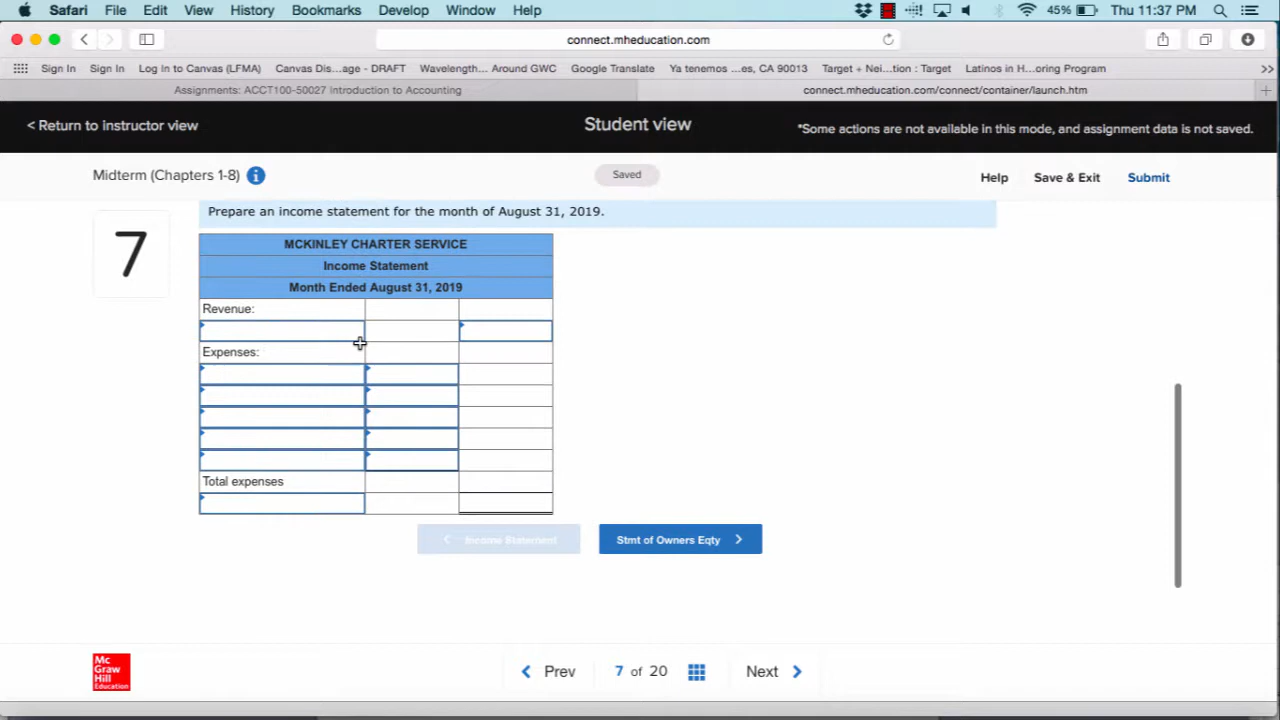 Safari File Edit View History Bookmarks Develop Window Help 45% Thu 11:37 PM
connect.mheducation.com
Sign In Sign In Log In to Canvas (LFMA) Canvas Dis...age - DRAFT Wavelength... Around GWC Google Translate Ya tenemos ...es, CA 90013 Target + Nei...tion : Target Latinos in H...oring Program >>
Assignments: ACCT100-50027 Introduction to Accounting connect.mheducation.com/connect/container/launch.htm
< Return to instructor view Student view *Some actions are not available in this mode, and assignment data is not saved.
Midterm (Chapters 1-8) i Saved Help Save & Exit Submit
Prepare an income statement for the month of August 31, 2019.
7
MCKINLEY CHARTER SERVICE
Income Statement
Month Ended August 31, 2019
Revenue:
Expenses:
Total expenses
< Income Statement Stmt of Owners Eqty >
Mc
Graw
Hill
Education
< Prev 7 of 20 Next >